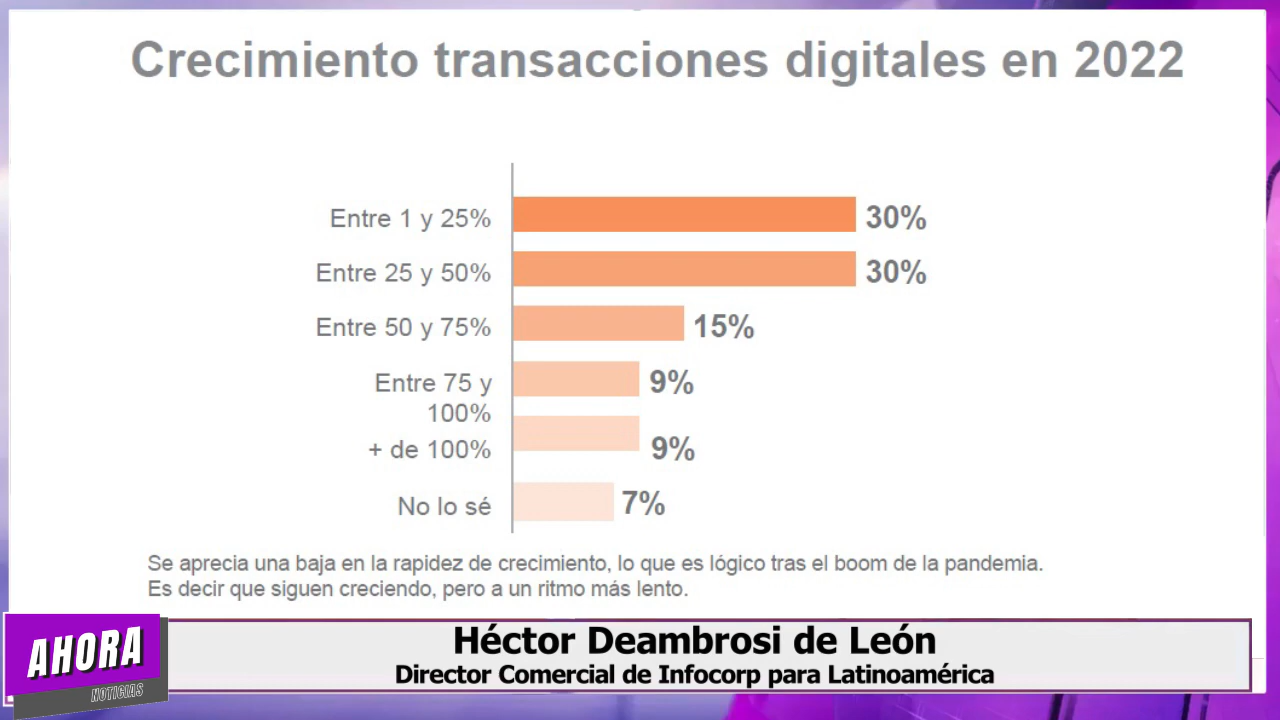 Crecimiento transacciones digitales en 2022
Entre 1 y 25%
30%
Entre 25 y 50%
30%
Entre 50 y 75%
15%
Entre 75 y
100%
9%
+ de 100%
9%
No lo sé
7%
Se aprecia una baja en la rapidez de crecimiento, lo que es lógico tras el boom de la pandemia.
Es decir que siguen creciendo, pero a un ritmo más lento.
AHORA
NOTICIAS
Héctor Deambrosi de León
Director Comercial de Infocorp para Latinoamérica